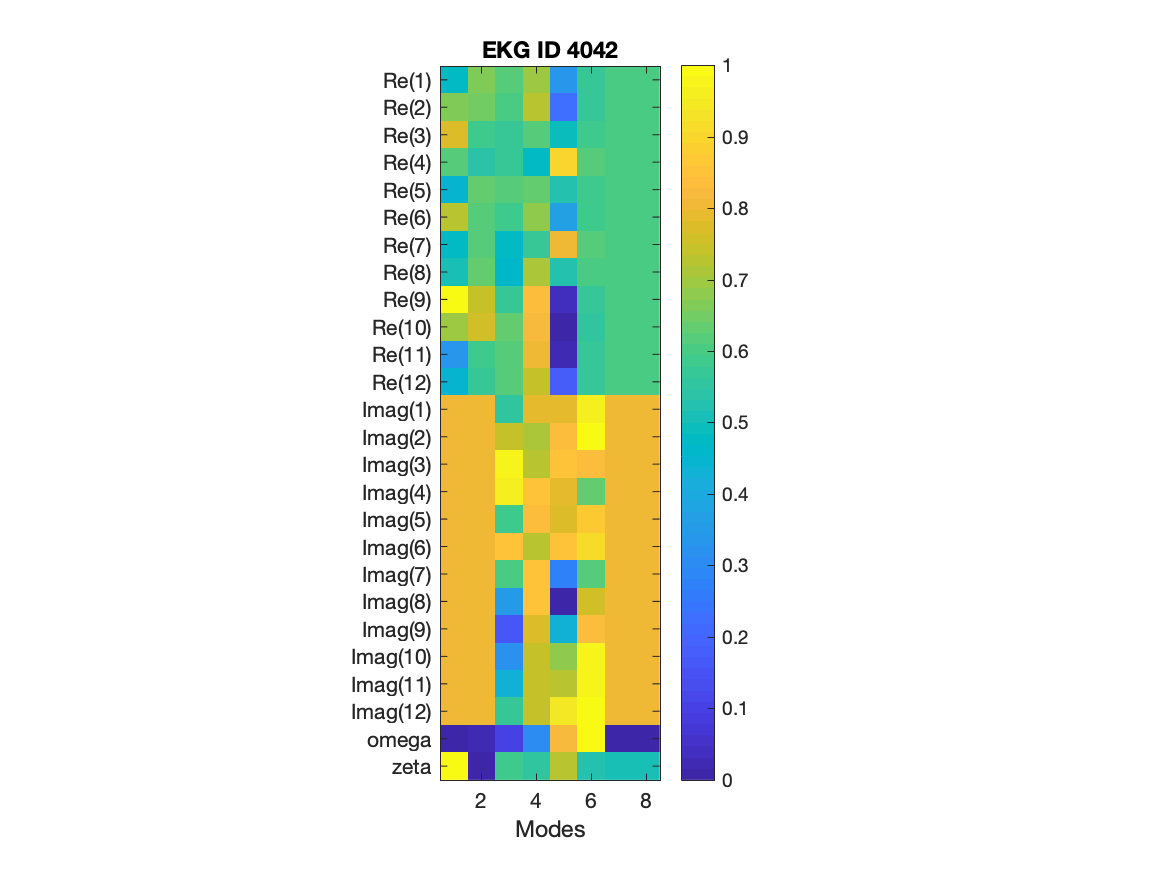 EKG ID 4042
Re(1)
Re(2)
Re(3)
Re(4)
Re(5)
Re(6)
Re(7)
Re(8)
Re(9)
Re(10)
Re(11)
Re(12)
Imag(1)
Imag(2)
Imag(3)
Imag(4)
Imag(5)
Imag(6)
Imag(7)
Imag(8)
Imag(9)
Imag(10)
Imag(11)
Imag(12)
omega
zeta
2 4 6 8
Modes
1
0.9
0.8
0.7
0.6
0.5
0.4
0.3
0.2
0.1
0